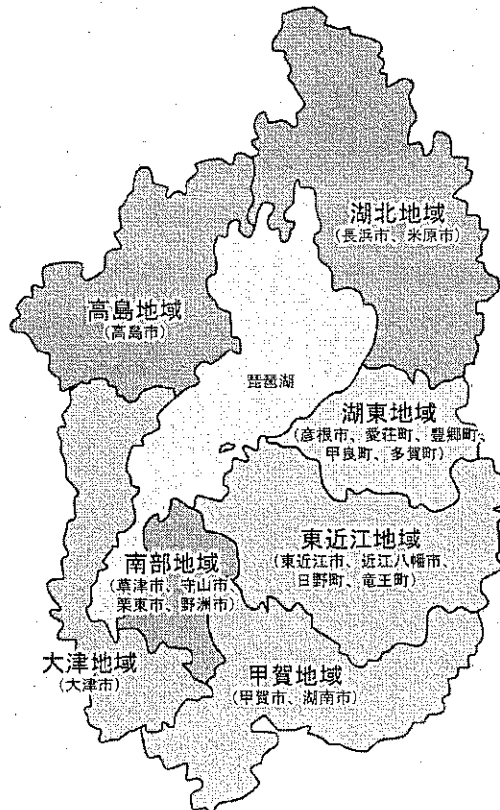 湖北地域
(長浜市、米原市)
高島地域
(高島市)
琵琶湖
湖東地域
(彦根市、愛荘町、豊郷町、
甲良町、多賀町)
東近江地域
(東近江市、近江八幡市、
日野町、竜王町)
南部地域
(草津市、守山市、
栗東市、野洲市)
大津地域
(大津市)
甲賀地域
(甲賀市、湖南市)